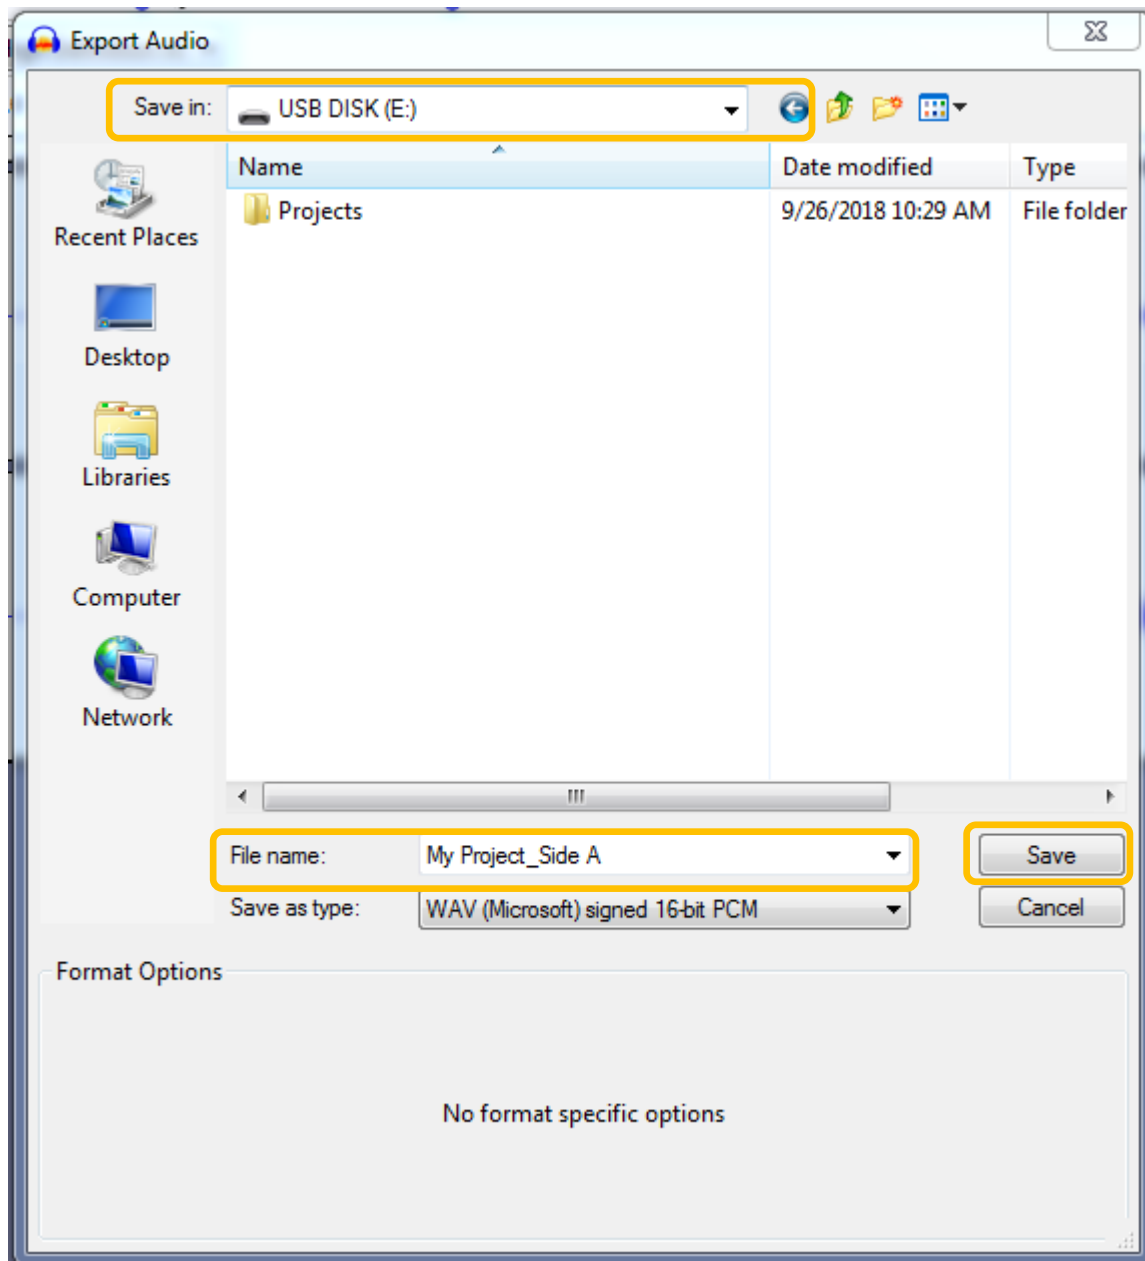 Export Audio
Save in: USB DISK (E:)
Name Date modified Type
Projects 9/26/2018 10:29 AM File folder
Recent Places
Desktop
Libraries
Computer
Network
File name: My Project_Side A Save
Save as type: WAV (Microsoft) signed 16-bit PCM Cancel
Format Options
No format specific options